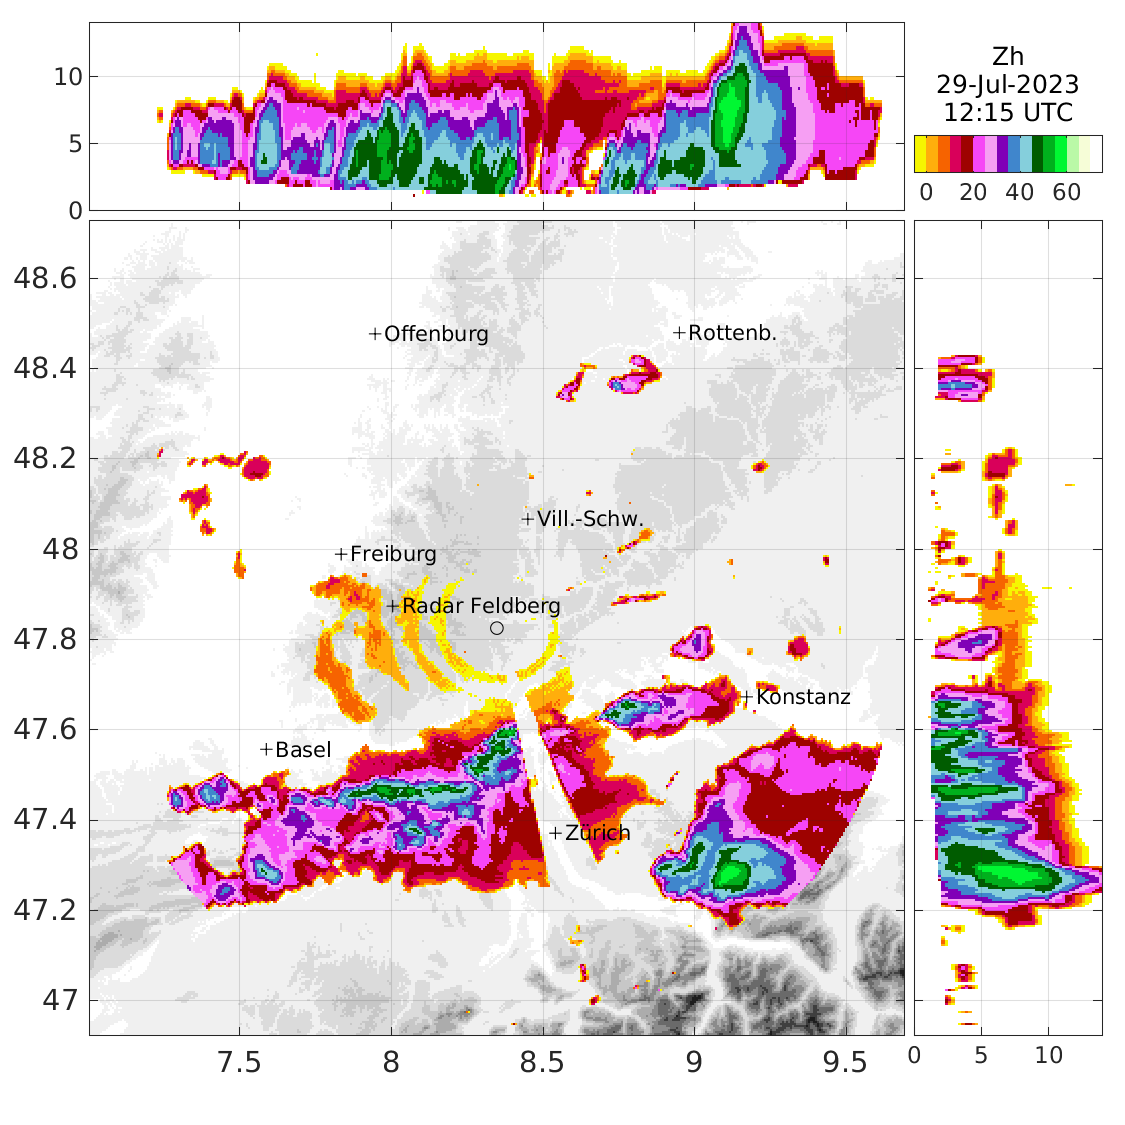 10
5
0
Zh
29-Jul-2023
12:15 UTC
0 20 40 60
48.6
48.4
48.2
48
47.8
47.6
47.4
47.2
47
+Offenburg
+Rottenb.
+Vill.-Schw.
+Freiburg
+Radar Feldberg
+Konstanz
+Basel
+Zürich
7.5 8 8.5 9 9.5
0 5 10